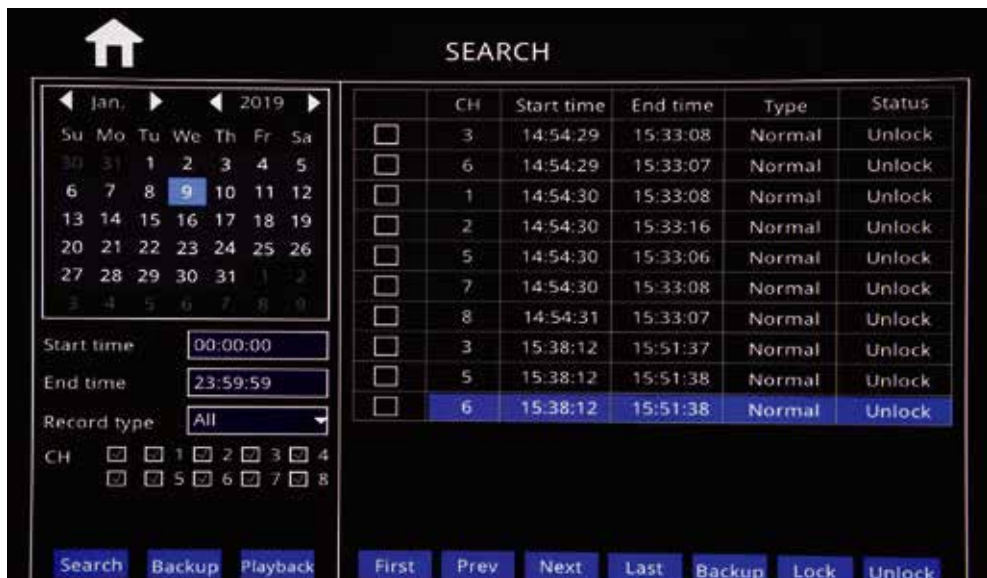 SEARCH
Jan. 2019
Su Mo Tu We Th Fr Sa
30 31 1 2 3 4 5
6 7 8 9 10 11 12
13 14 15 16 17 18 19
20 21 22 23 24 25 26
27 28 29 30 31 1 2
3 4 5 6 7 8 9
Start time 00:00:00
End time 23:59:59
Record type All
CH 1 2 3 4
5 6 7 8
Search Backup Playback
CH Start time End time Type Status
3 14:54:29 15:33:08 Normal Unlock
6 14:54:29 15:33:07 Normal Unlock
1 14:54:30 15:33:08 Normal Unlock
2 14:54:30 15:33:16 Normal Unlock
5 14:54:30 15:33:06 Normal Unlock
7 14:54:30 15:33:08 Normal Unlock
8 14:54:31 15:33:07 Normal Unlock
3 15:38:12 15:51:37 Normal Unlock
5 15:38:12 15:51:38 Normal Unlock
6 15:38:12 15:51:38 Normal Unlock
First Prev Next Last Backup Lock Unlock